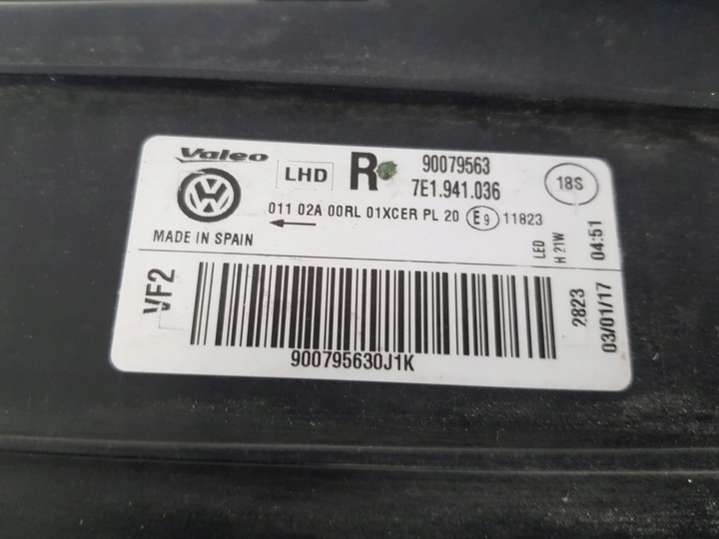 Valeo LHD R 90079563
7E1.941.036 18S
VW
011 02A 00RL 01XCER PL 20 E9 11823
MADE IN SPAIN
LED
H 21W
04:51
VF2
2823
03/01/17
900795630J1K